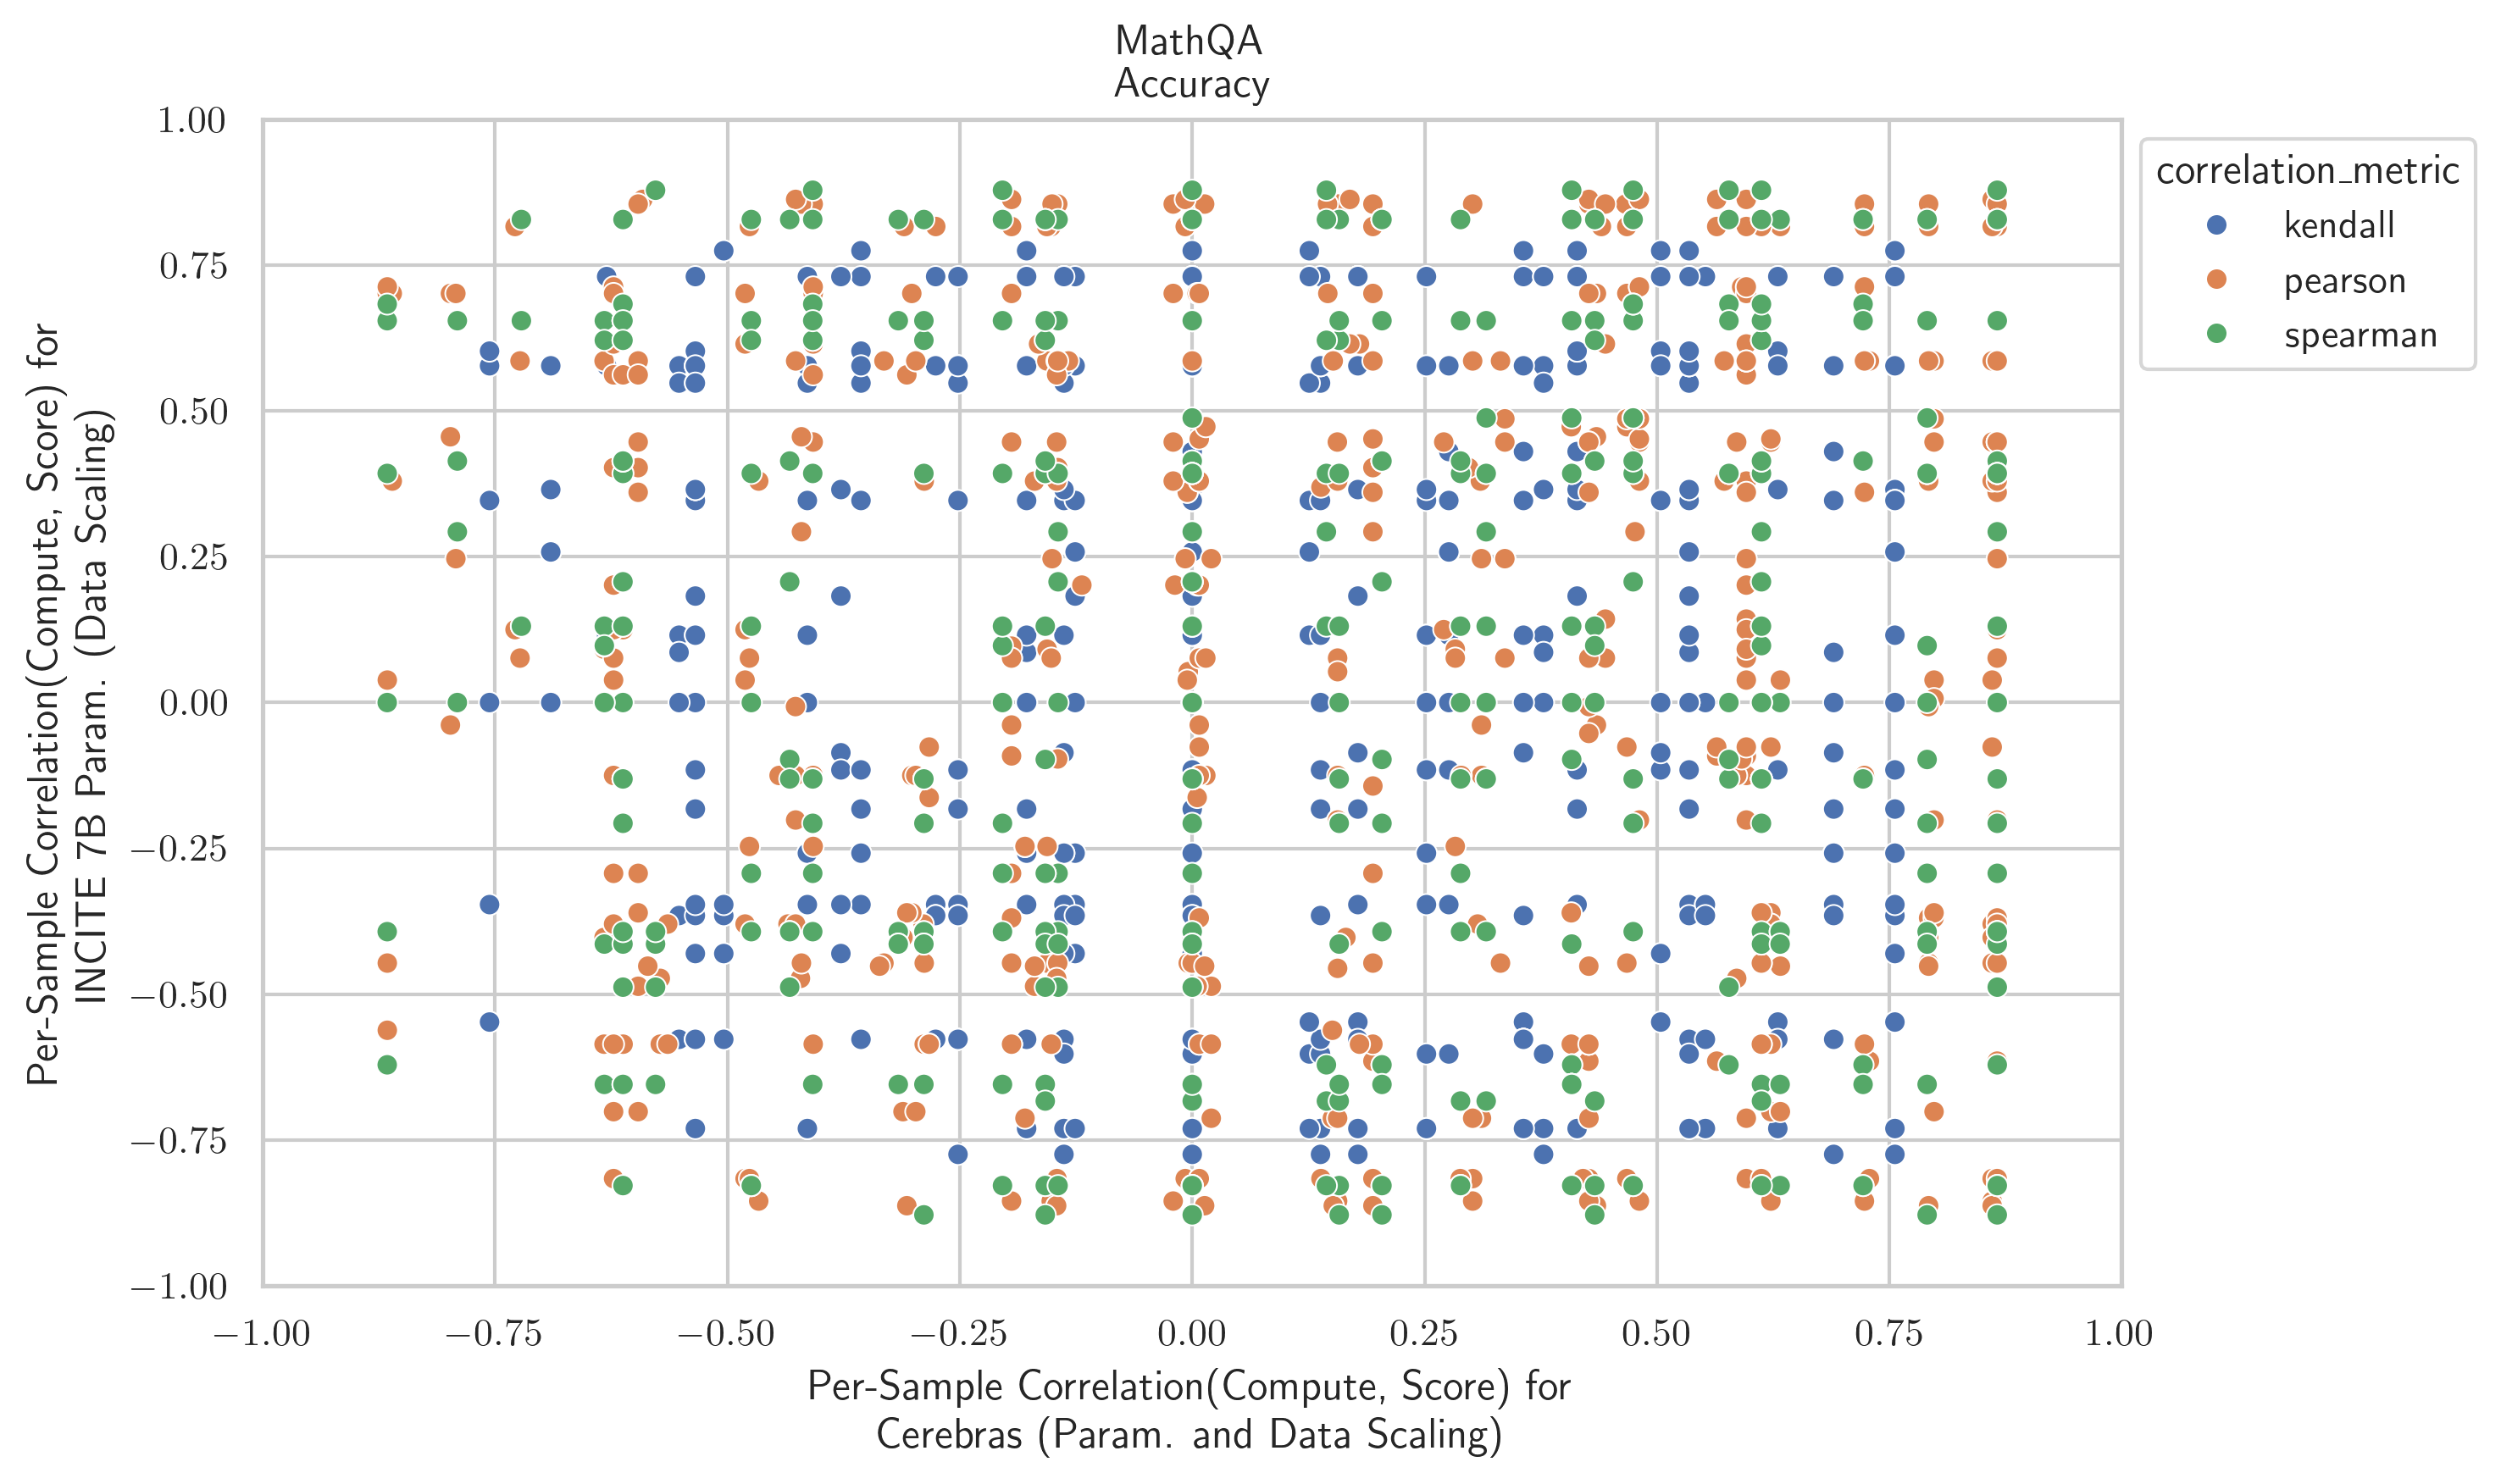 MathQA
Accuracy
1.00
0.75
0.50
0.25
0.00
−0.25
−0.50
−0.75
−1.00
−1.00 −0.75 −0.50 −0.25 0.00 0.25 0.50 0.75 1.00
Per-Sample Correlation(Compute, Score) for
INCITE 7B Param. (Data Scaling)
Per-Sample Correlation(Compute, Score) for
Cerebras (Param. and Data Scaling)
correlation_metric
kendall
pearson
spearman